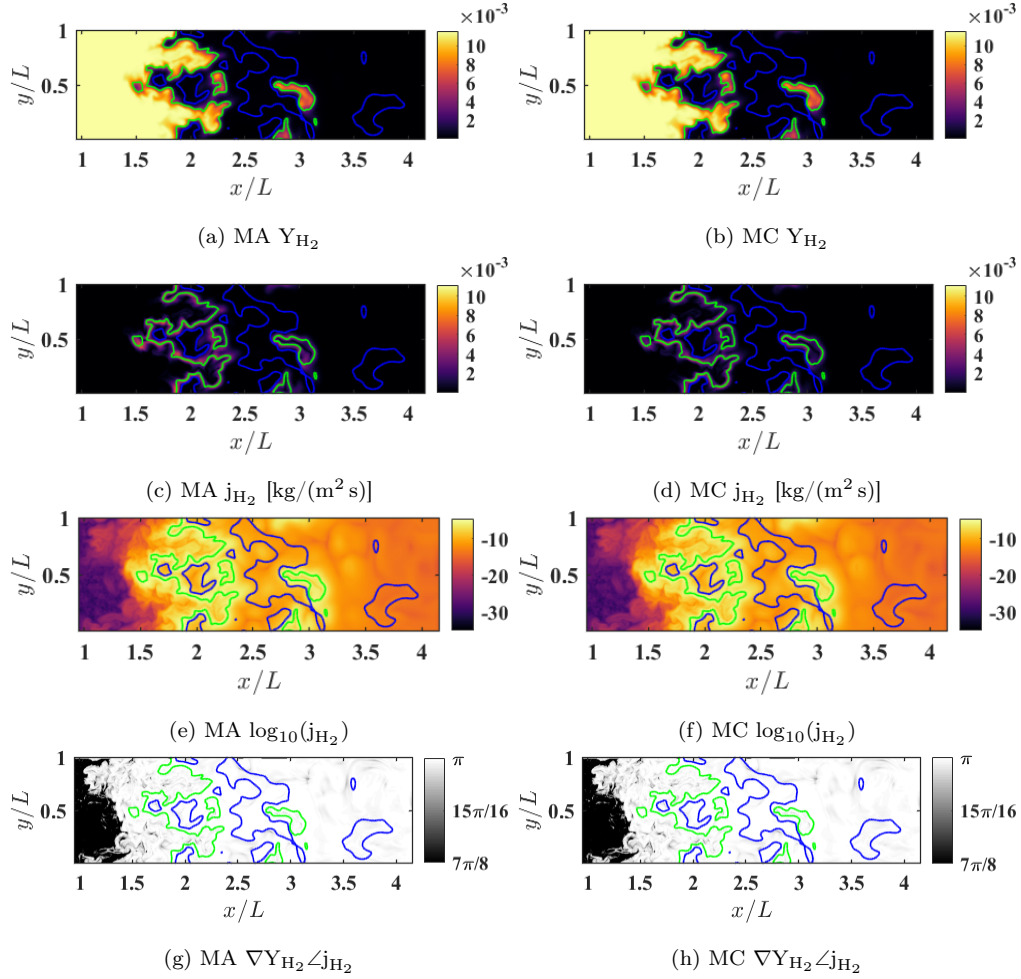 ×10⁻³ ×10⁻³
1 10 1 10
y/L 0.5 8 6 4 2 y/L 0.5 8 6 4 2
1 1.5 2 2.5 3 3.5 4 1 1.5 2 2.5 3 3.5 4
x/L x/L
(a) MA Y_H₂ (b) MC Y_H₂
×10⁻³ ×10⁻³
1 10 1 10
y/L 0.5 8 6 4 2 y/L 0.5 8 6 4 2
1 1.5 2 2.5 3 3.5 4 1 1.5 2 2.5 3 3.5 4
x/L x/L
(c) MA j_H₂ [kg/(m² s)] (d) MC j_H₂ [kg/(m² s)]
1 -10 1 -10
y/L 0.5 -20 y/L 0.5 -20
-30 -30
1 1.5 2 2.5 3 3.5 4 1 1.5 2 2.5 3 3.5 4
x/L x/L
(e) MA log₁₀(j_H₂) (f) MC log₁₀(j_H₂)
1 π 1 π
y/L 0.5 15π/16 y/L 0.5 15π/16
7π/8 7π/8
1 1.5 2 2.5 3 3.5 4 1 1.5 2 2.5 3 3.5 4
x/L x/L
(g) MA ∇Y_H₂∠j_H₂ (h) MC ∇Y_H₂∠j_H₂